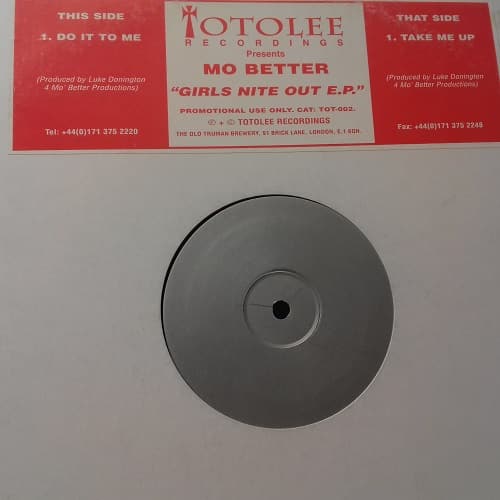 THIS SIDE
1. DO IT TO ME
(Produced by Luke Donington
4 Mo' Better Productions)
Tel: +44(0)171 375 2220
TOTOLEE
RECORDINGS
Presents
MO BETTER
"GIRLS NITE OUT E.P."
PROMOTIONAL USE ONLY. CAT: TOT-002.
℗ + © TOTOLEE RECORDINGS
THE OLD TRUMAN BREWERY, 91 BRICK LANE, LONDON, E.1 6QN.
THAT SIDE
1. TAKE ME UP
(Produced by Luke Donington
4 Mo' Better Productions)
Fax: +44(0)171 375 2248